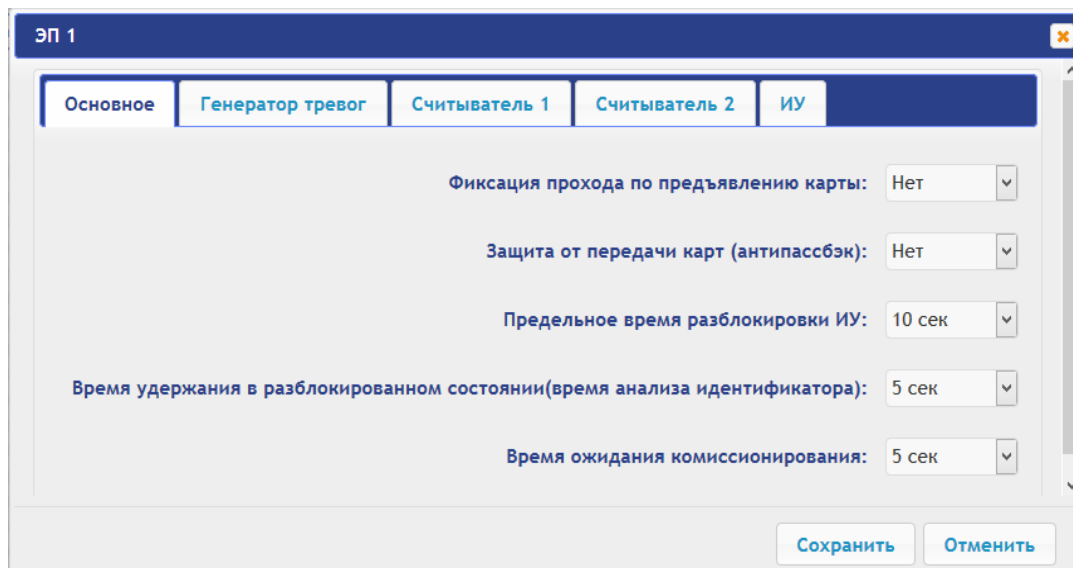 ЭП 1
Основное Генератор тревог Считыватель 1 Считыватель 2 ИУ
Фиксация прохода по предъявлению карты: Нет
Защита от передачи карт (антипассбэк): Нет
Предельное время разблокировки ИУ: 10 сек
Время удержания в разблокированном состоянии(время анализа идентификатора): 5 сек
Время ожидания комиссионирования: 5 сек
Сохранить Отменить